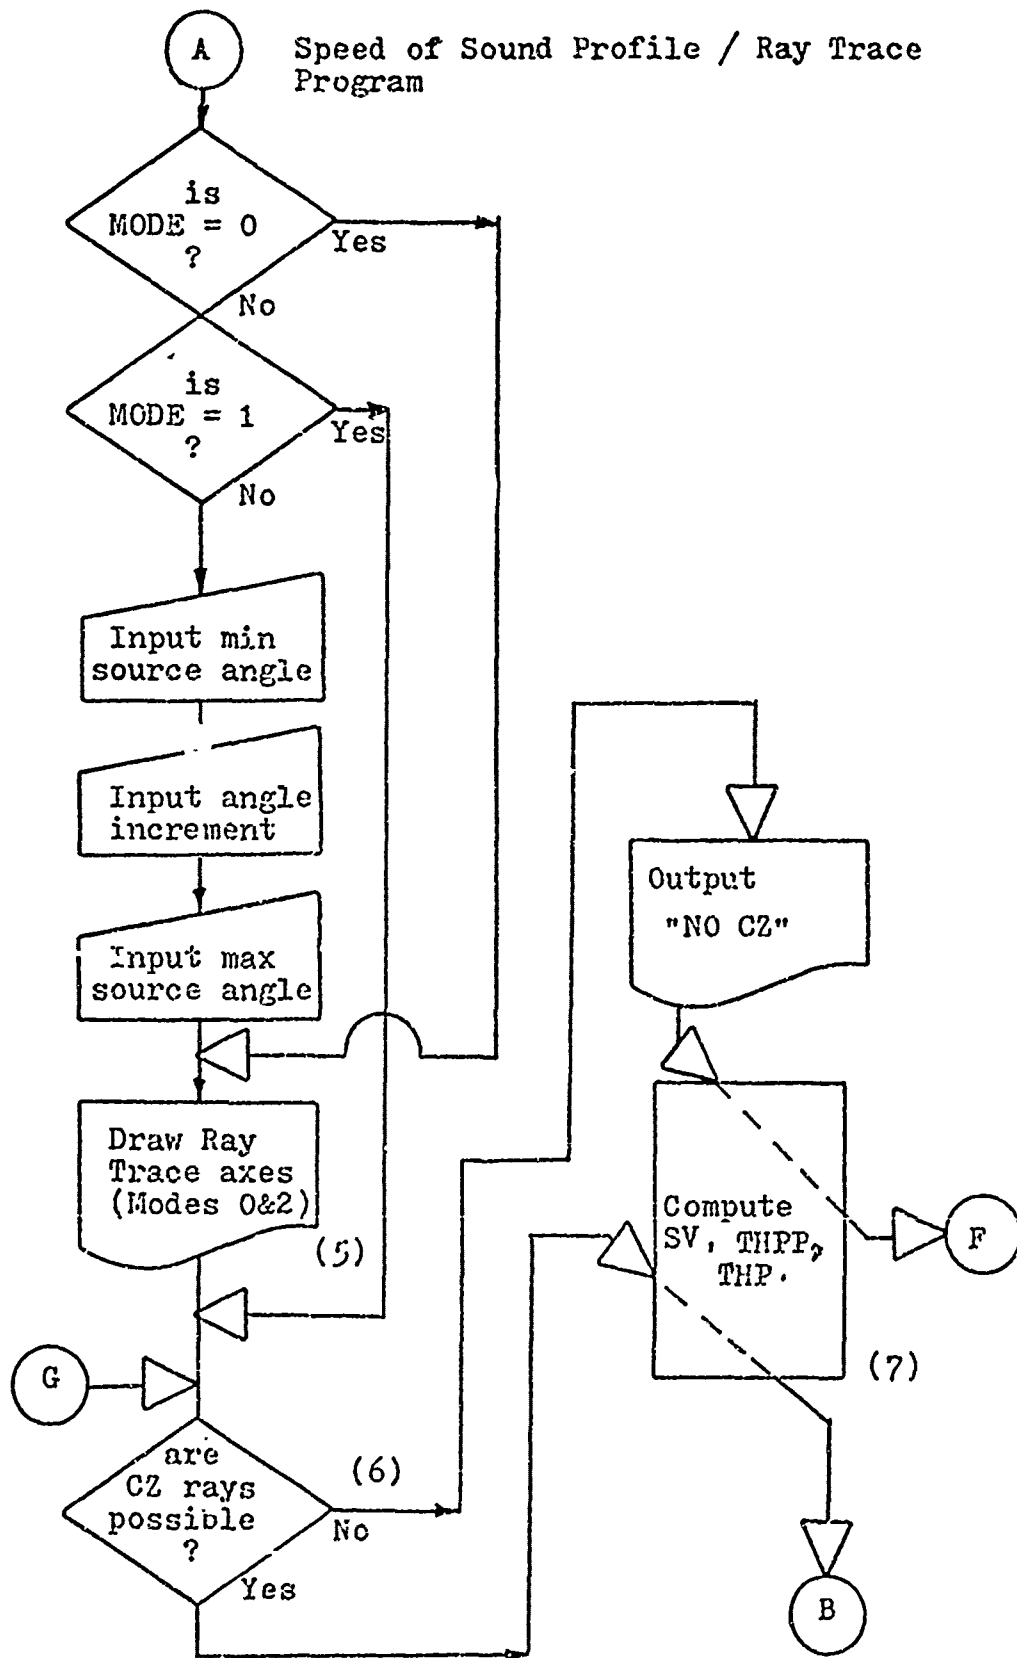 A
Speed of Sound Profile / Ray Trace
Program
is
MODE = 0
?
Yes
No
is
MODE = 1
?
Yes
No
Input min
source angle
Input angle
increment
Input max
source angle
Draw Ray
Trace axes
(Modes 0&2)
(5)
G
are
CZ rays
possible
?
(6)
No
Yes
Output
"NO CZ"
Compute
SV, THPP,
THP.
(7)
F
B